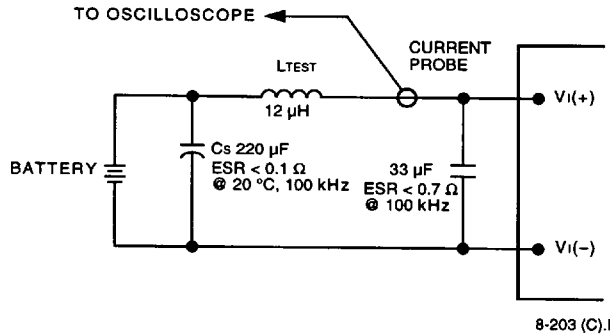 TO OSCILLOSCOPE
CURRENT
PROBE
LTEST
12 µH
VI(+)
Cs 220 µF
ESR < 0.1 Ω
@ 20 °C, 100 kHz
BATTERY
33 µF
ESR < 0.7 Ω
@ 100 kHz
VI(–)
8-203 (C).l